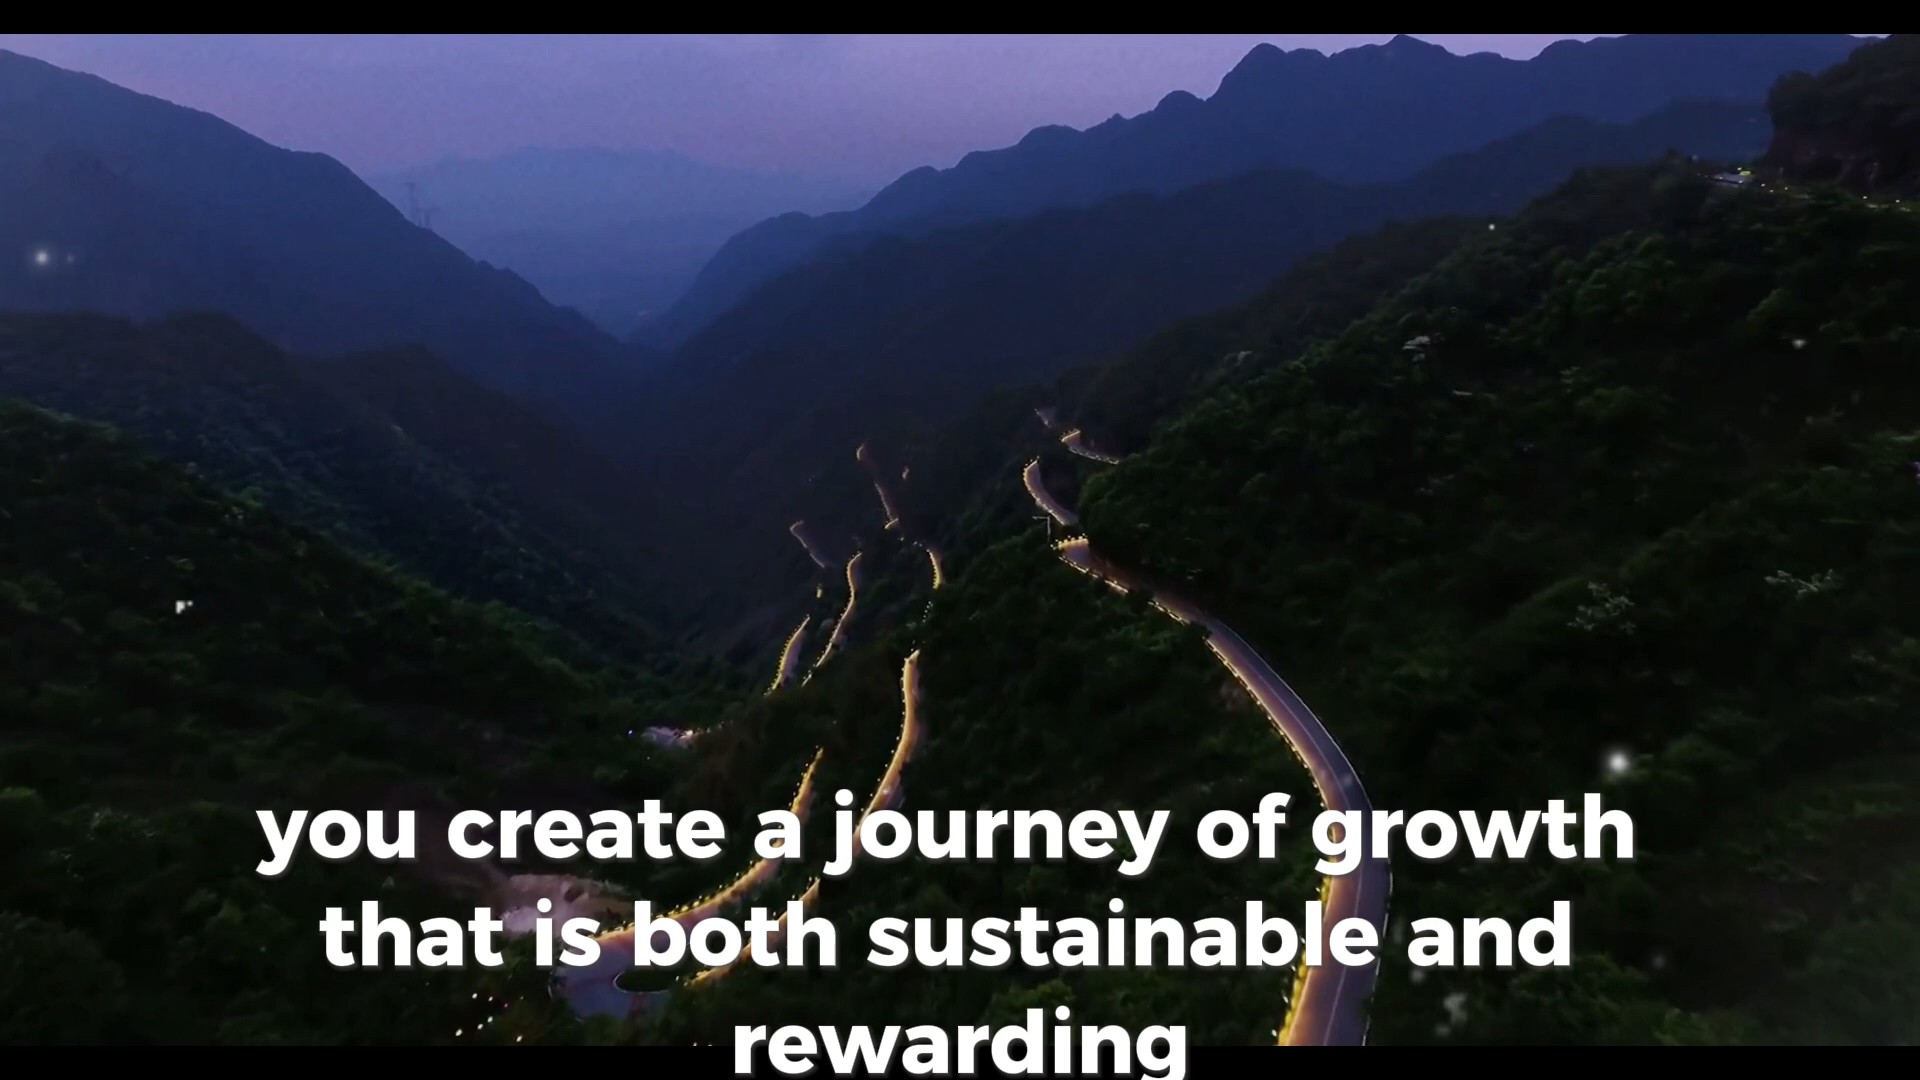 you create a journey of growth
that is both sustainable and
rewarding